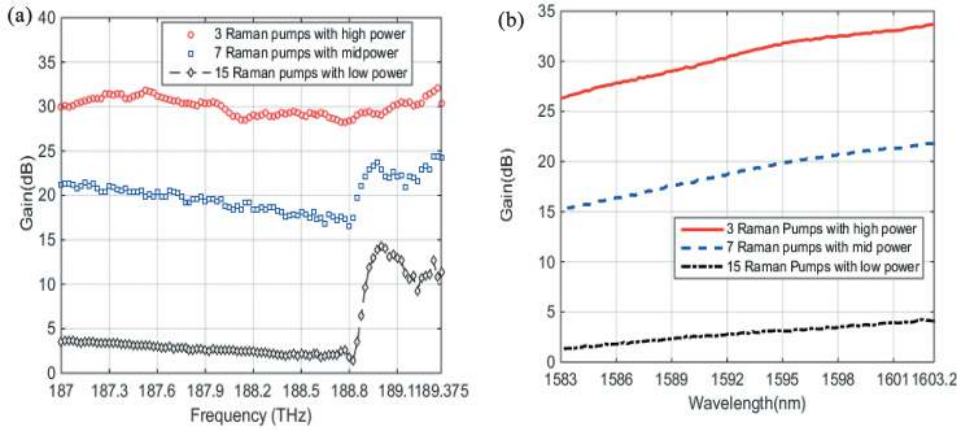 (a)
40
35
30
25
20
15
10
5
0
Gain(dB)
3 Raman pumps with high power
7 Raman pumps with midpower
15 Raman pumps with low power
187 187.3 187.6 187.9 188.2 188.5 188.8 189.1189.375
Frequency (THz)
(b)
35
30
25
20
15
10
5
0
Gain(dB)
3 Raman Pumps with high power
7 Raman pumps with mid power
15 Raman Pumps with low power
1583 1586 1589 1592 1595 1598 16011603.2
Wavelength(nm)